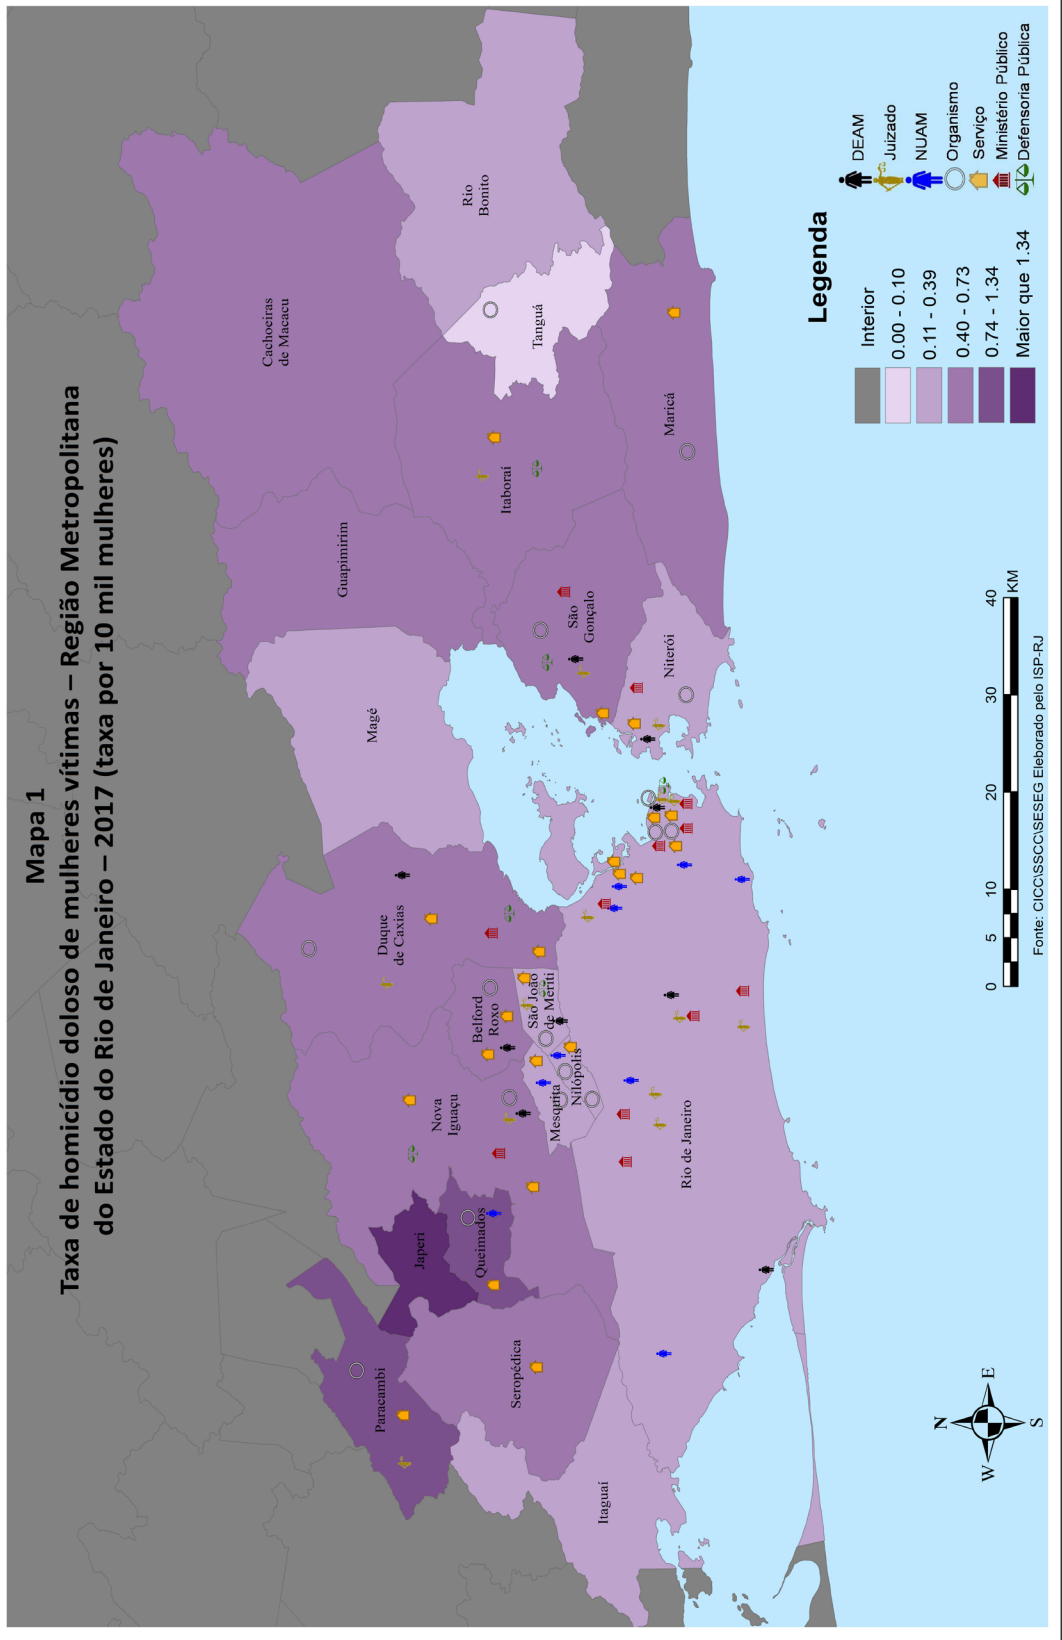 Mapa 1
Taxa de homicídio doloso de mulheres vítimas – Região Metropolitana
do Estado do Rio de Janeiro – 2017 (taxa por 10 mil mulheres)
Paracambi
Japeri
Queimados
Seropédica
Itaguaí
Nova
Iguaçu
Duque
de Caxias
Belford
Roxo
São João
de Meriti
Mesquita
Nilópolis
Rio de Janeiro
Magé
Guapimirim
Cachoeiras
de Macacu
Itaboraí
São
Gonçalo
Niterói
Maricá
Tanguá
Rio
Bonito
Legenda
Interior
0.00 - 0.10
0.11 - 0.39
0.40 - 0.73
0.74 - 1.34
Maior que 1.34
DEAM
Juizado
NUAM
Organismo
Serviço
Ministério Público
Defensoria Pública
N
W
E
S
0 5 10 20 30 40
KM
Fonte: CICC\SSCC\SESEG Elaborado pelo ISP-RJ